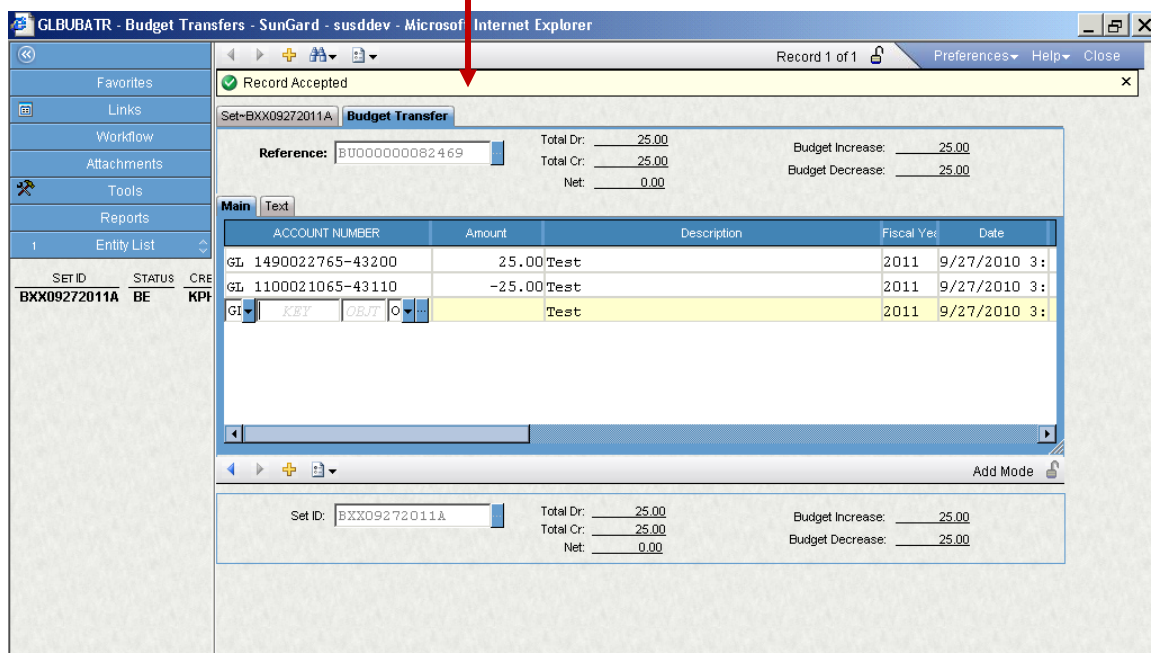 GLBUBATR - Budget Transfers - SunGard - susddev - Microsoft Internet Explorer
Record 1 of 1 Preferences Help Close
Favorites
Record Accepted
Links
Set~BXX09272011A Budget Transfer
Workflow
Attachments
Tools
Reports
1 Entity List
SET ID STATUS CRE
BXX09272011A BE KPH
Reference: BU000000082469
Total Dr: 25.00
Total Cr: 25.00
Net: 0.00
Budget Increase: 25.00
Budget Decrease: 25.00
Main Text
ACCOUNT NUMBER Amount Description Fiscal Yea Date
GL 1490022765-43200 25.00 Test 2011 9/27/2010 3:
GL 1100021065-43110 -25.00 Test 2011 9/27/2010 3:
GL KEY OBJT O Test 2011 9/27/2010 3:
Add Mode
Set ID: BXX09272011A
Total Dr: 25.00
Total Cr: 25.00
Net: 0.00
Budget Increase: 25.00
Budget Decrease: 25.00